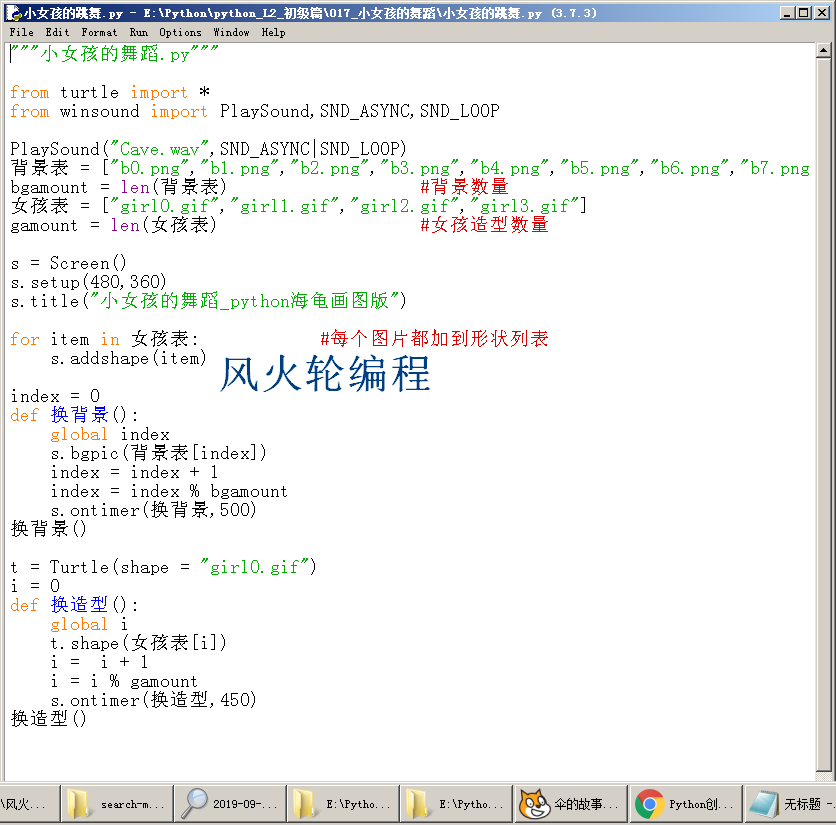 小女孩的跳舞.py - E:\Python\python_L2_初级篇\017_小女孩的舞蹈\小女孩的跳舞.py (3.7.3)
File Edit Format Run Options Window Help
"""小女孩的舞蹈.py"""
from turtle import *
from winsound import PlaySound,SND_ASYNC,SND_LOOP
PlaySound("Cave.wav",SND_ASYNC|SND_LOOP)
背景表 = ["b0.png","b1.png","b2.png","b3.png","b4.png","b5.png","b6.png","b7.png
bgamount = len(背景表) #背景数量
女孩表 = ["girl0.gif","girl1.gif","girl2.gif","girl3.gif"]
gamount = len(女孩表) #女孩造型数量
s = Screen()
s.setup(480,360)
s.title("小女孩的舞蹈_python海龟画图版")
for item in 女孩表: #每个图片都加到形状列表
s.addshape(item)
风火轮编程
index = 0
def 换背景():
global index
s.bgpic(背景表[index])
index = index + 1
index = index % bgamount
s.ontimer(换背景,500)
换背景()
t = Turtle(shape = "girl0.gif")
i = 0
def 换造型():
global i
t.shape(女孩表[i])
i =  i + 1
i = i % gamount
s.ontimer(换造型,450)
换造型()
\风火... search-m... 2019-09-... E:\Pytho... E:\Pytho... 伞的故事... Python创... 无标题 -